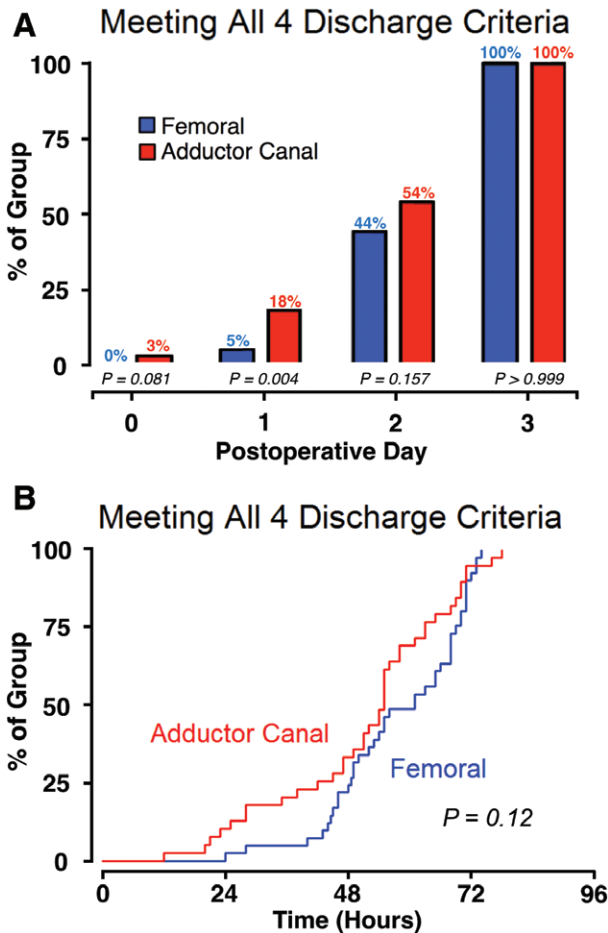 A
Meeting All 4 Discharge Criteria
% of Group
100
75
50
25
0
Femoral
Adductor Canal
0% 3% 5% 18% 44% 54% 100% 100%
P = 0.081 P = 0.004 P = 0.157 P > 0.999
0 1 2 3
Postoperative Day
B
Meeting All 4 Discharge Criteria
% of Group
100
75
50
25
0
Adductor Canal
Femoral
P = 0.12
0 24 48 72 96
Time (Hours)